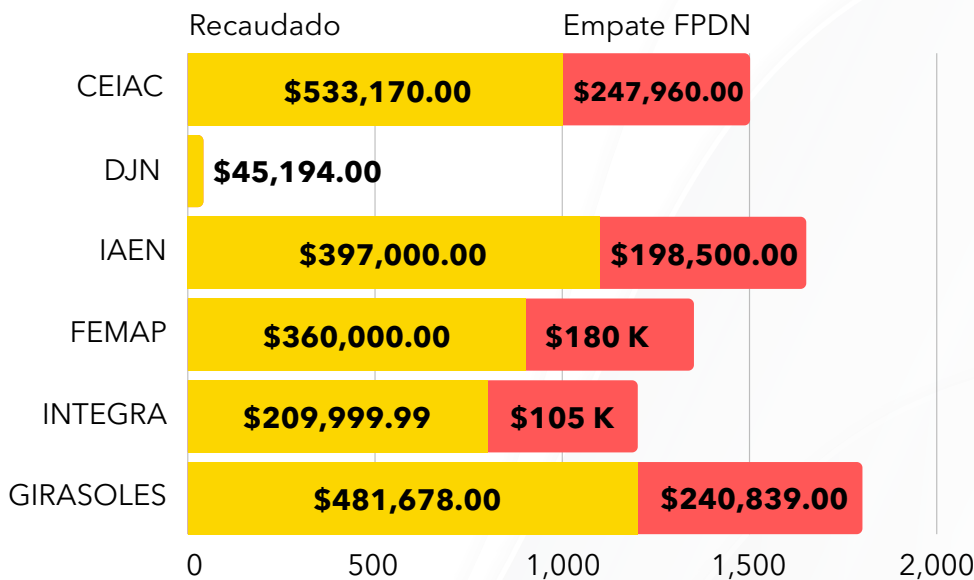 Recaudado Empate FPDN
CEIAC $533,170.00 $247,960.00
DJN $45,194.00
IAEN $397,000.00 $198,500.00
FEMAP $360,000.00 $180 K
INTEGRA $209,999.99 $105 K
GIRASOLES $481,678.00 $240,839.00
0 500 1,000 1,500 2,000